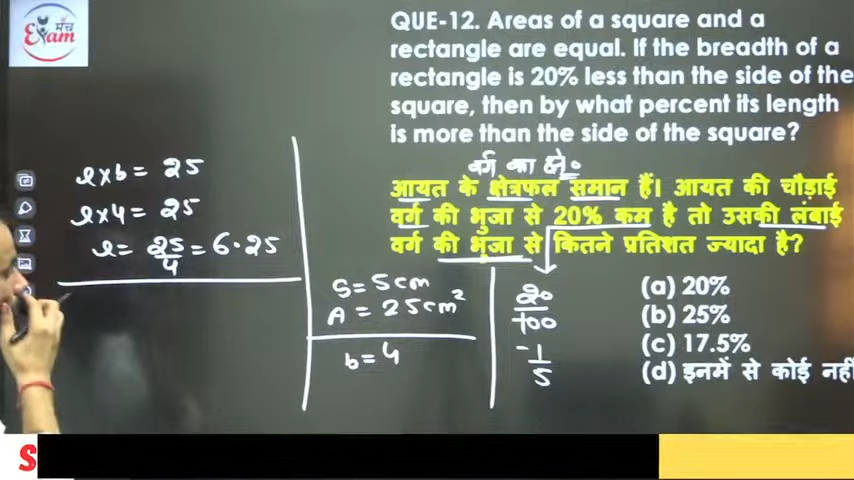 Exam मंच
QUE-12. Areas of a square and a
rectangle are equal. If the breadth of a
rectangle is 20% less than the side of the
square, then by what percent its length
is more than the side of the square?
आयत के क्षेत्रफल समान हैं। आयत की चौड़ाई
वर्ग की भुजा से 20% कम है तो उसकी लंबाई
वर्ग की भुजा से कितने प्रतिशत ज्यादा है?
(a) 20%
(b) 25%
(c) 17.5%
(d) इनमें से कोई नहीं
वर्ग का क्षे०
l×b = 25
l×4 = 25
l = 25/4 = 6.25
S = 5cm
A = 25cm²
b = 4
20/100
-1/5
S